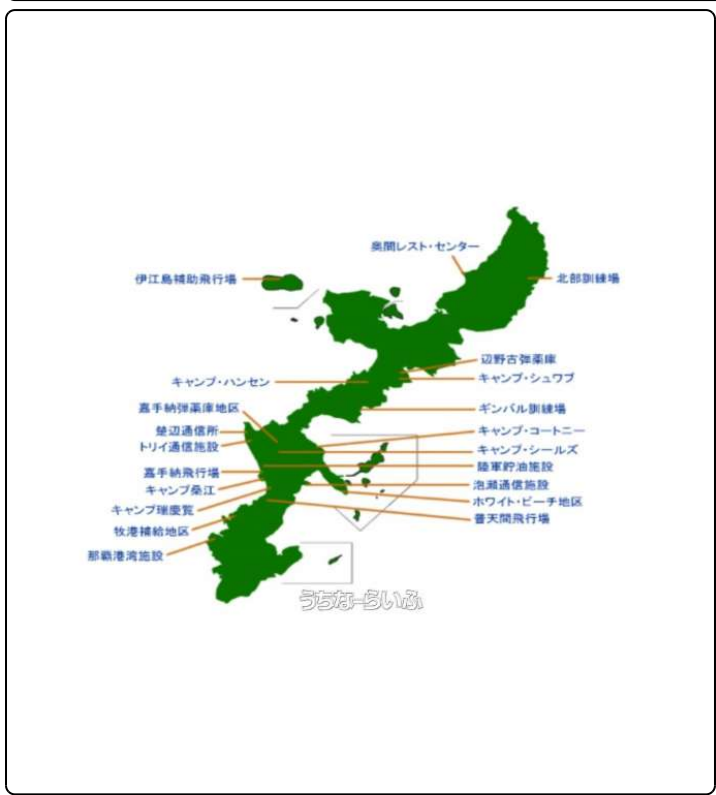 奥間レスト・センター
伊江島補助飛行場
北部訓練場
辺野古弾薬庫
キャンプ・シュワブ
キャンプ・ハンセン
嘉手納弾薬庫地区
ギンバル訓練場
楚辺通信所
キャンプ・コートニー
トリイ通信施設
キャンプ・シールズ
陸軍貯油施設
嘉手納飛行場
泡瀬通信施設
キャンプ桑江
ホワイト・ビーチ地区
キャンプ瑞慶覧
普天間飛行場
牧港補給地区
那覇港湾施設
うちなーらいふ